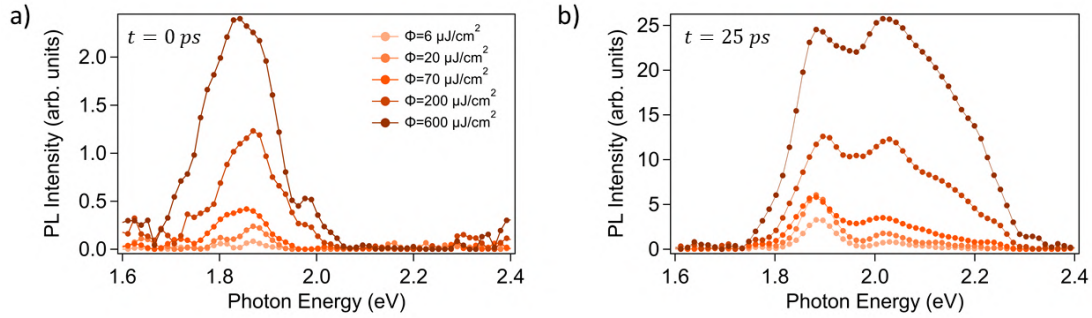 a)
t = 0 ps
Φ=6 μJ/cm²
Φ=20 μJ/cm²
Φ=70 μJ/cm²
Φ=200 μJ/cm²
Φ=600 μJ/cm²
PL Intensity (arb. units)
2.0
1.5
1.0
0.5
0.0
1.6 1.8 2.0 2.2 2.4
Photon Energy (eV)
b)
t = 25 ps
PL Intensity (arb. units)
25
20
15
10
5
0
1.6 1.8 2.0 2.2 2.4
Photon Energy (eV)